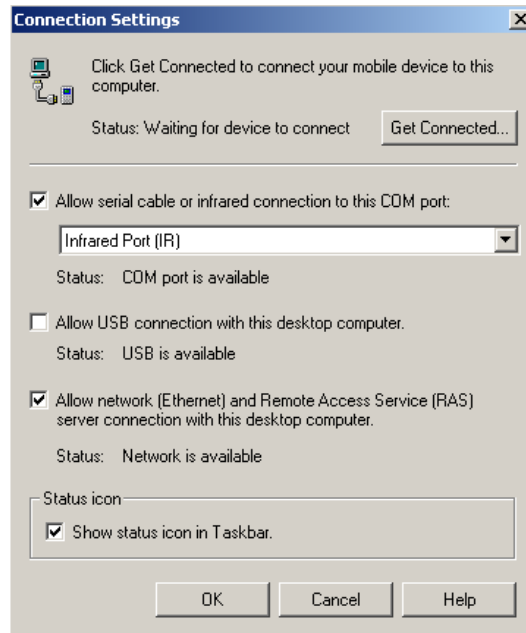 Connection Settings
Click Get Connected to connect your mobile device to this
computer.
Status: Waiting for device to connect
Get Connected...
Allow serial cable or infrared connection to this COM port:
Infrared Port (IR)
Status: COM port is available
Allow USB connection with this desktop computer.
Status: USB is available
Allow network (Ethernet) and Remote Access Service (RAS)
server connection with this desktop computer.
Status: Network is available
Status icon
Show status icon in Taskbar.
OK
Cancel
Help